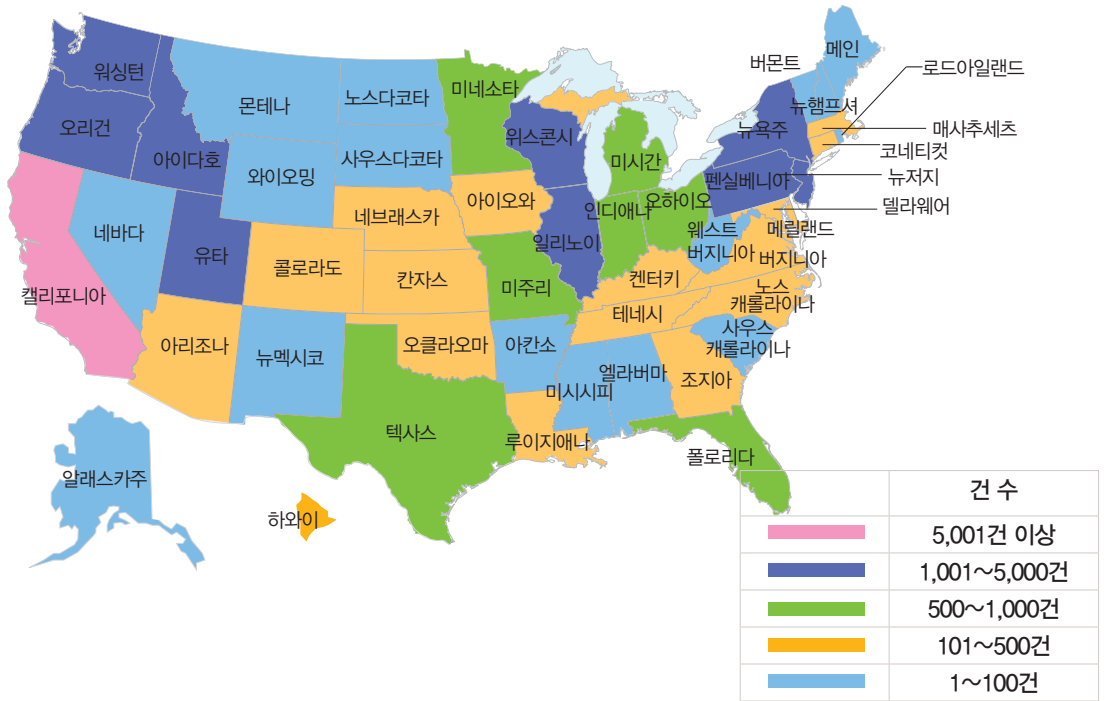 메인
버몬트
로드아일랜드
워싱턴
미네소타
노스다코타
몬테나
뉴햄프셔
오리건
위스콘시
뉴욕주
매사추세츠
코네티컷
아이다호
사우스다코타
미시간
와이오밍
펜실베니아
뉴저지
아이오와
인디애나
오하이오
델라웨어
네브래스카
네바다
웨스트
버지니아
메릴랜드
유타
일리노이
버지니아
콜로라도
칸자스
켄터키
캘리포니아
미주리
노스
캐롤라이나
테네시
사우스
캐롤라이나
아리조나
뉴멕시코
오클라오마
아칸소
엘라버마
조지아
미시시피
텍사스
루이지애나
폴로리다
알래스카주
하와이
건 수
5,001건 이상
1,001~5,000건
500~1,000건
101~500건
1~100건